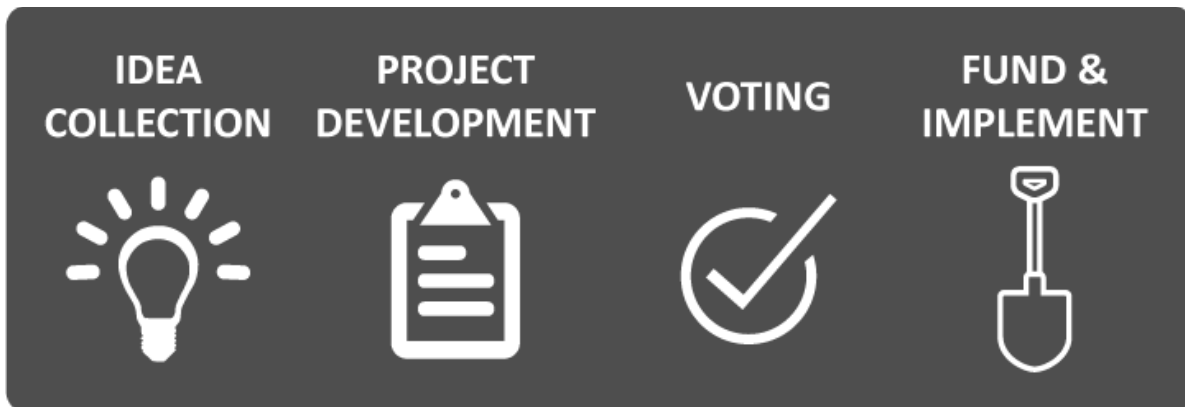 IDEA
COLLECTION
PROJECT
DEVELOPMENT
VOTING
FUND &
IMPLEMENT